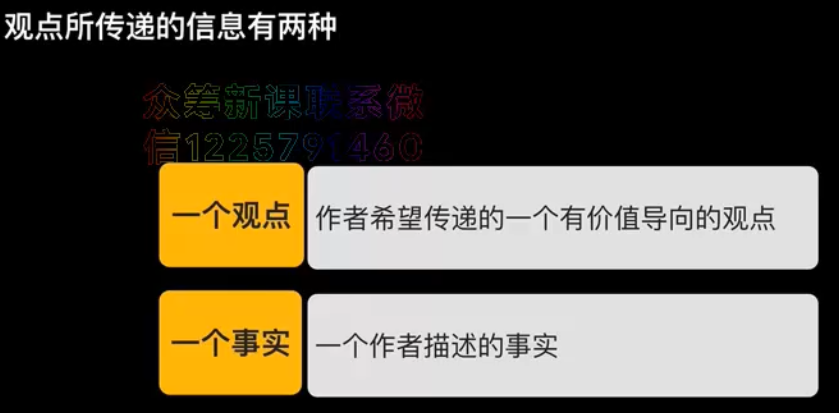 观点所传递的信息有两种
众筹新课联系微
信1225791460
一个观点
作者希望传递的一个有价值导向的观点
一个事实
一个作者描述的事实